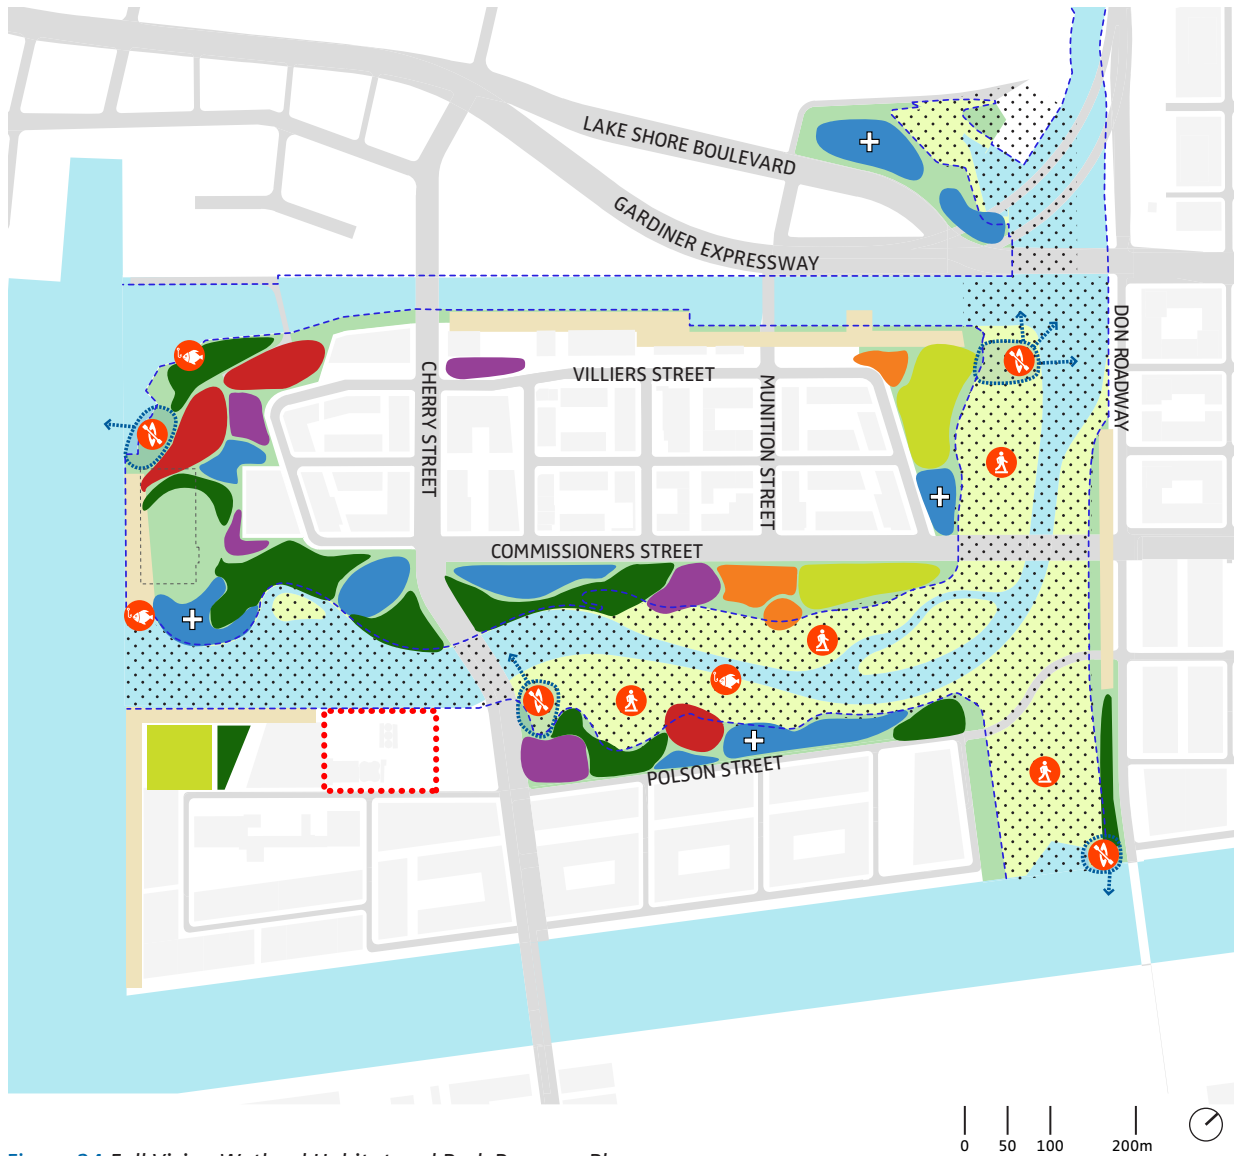 LAKE SHORE BOULEVARD
GARDINER EXPRESSWAY
DON ROADWAY
CHERRY STREET
VILLIERS STREET
MUNITION STREET
COMMISSIONERS STREET
POLSON STREET
0 50 100 200m